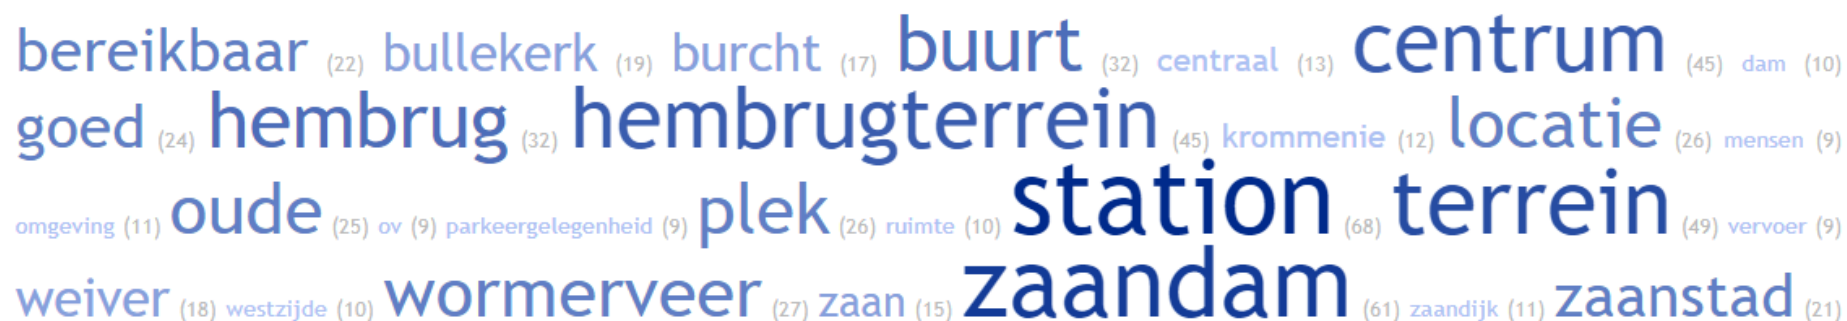 bereikbaar (22) bullekerk (19) burcht (17) buurt (32) centraal (13) centrum (45) dam (10)
goed (24) hembrug (32) hembrugterrein (45) krommenie (12) locatie (26) mensen (9)
omgeving (11) oude (25) ov (9) parkeergelegenheid (9) plek (26) ruimte (10) station (68) terrein (49) vervoer (9)
weiver (18) westzijde (10) wormerveer (27) zaan (15) zaandam (61) zaandijk (11) zaanstad (21)